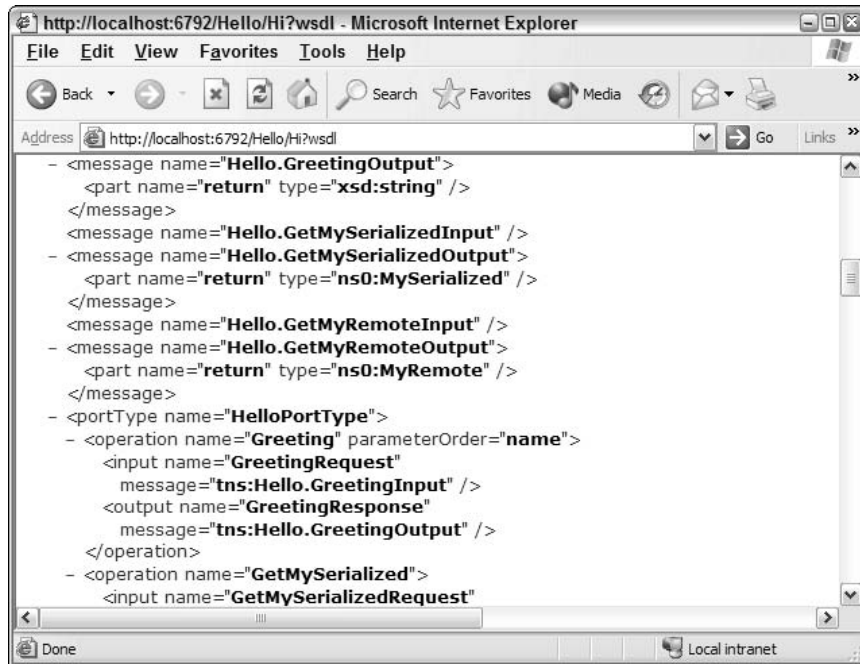 http://localhost:6792/Hello/Hi?wsdl - Microsoft Internet Explorer
File Edit View Favorites Tools Help
Back Search Favorites Media »
Address http://localhost:6792/Hello/Hi?wsdl Go Links »
– <message name="Hello.GreetingOutput">
<part name="return" type="xsd:string" />
</message>
<message name="Hello.GetMySerializedInput" />
– <message name="Hello.GetMySerializedOutput">
<part name="return" type="ns0:MySerialized" />
</message>
<message name="Hello.GetMyRemoteInput" />
– <message name="Hello.GetMyRemoteOutput">
<part name="return" type="ns0:MyRemote" />
</message>
– <portType name="HelloPortType">
– <operation name="Greeting" parameterOrder="name">
<input name="GreetingRequest"
message="tns:Hello.GreetingInput" />
<output name="GreetingResponse"
message="tns:Hello.GreetingOutput" />
</operation>
– <operation name="GetMySerialized">
<input name="GetMySerializedRequest"
Done Local intranet